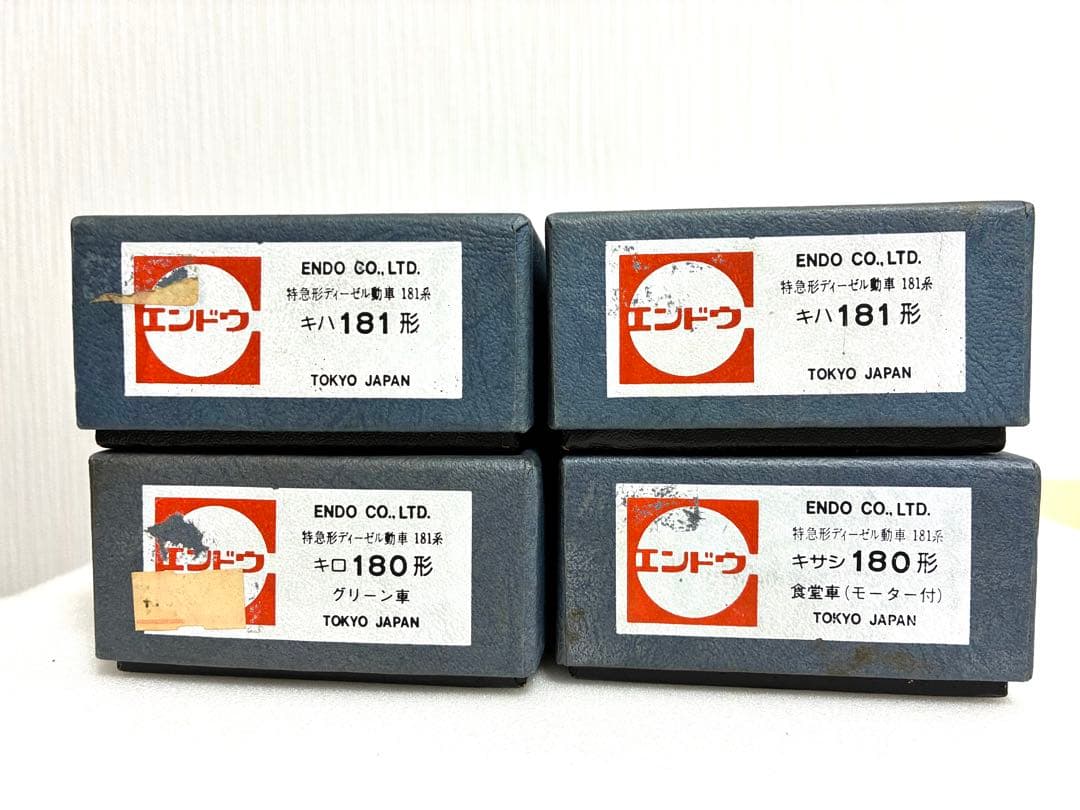 エンドウ
ENDO CO.,LTD.
特急形ディーゼル動車 181系
キハ181形
TOKYO JAPAN
エンドウ
ENDO CO.,LTD.
特急形ディーゼル動車 181系
キハ181形
TOKYO JAPAN
エンドウ
ENDO CO.,LTD.
特急形ディーゼル動車 181系
キロ180形
グリーン車
TOKYO JAPAN
エンドウ
ENDO CO.,LTD.
特急形ディーゼル動車 181系
キサシ180形
食堂車(モーター付)
TOKYO JAPAN